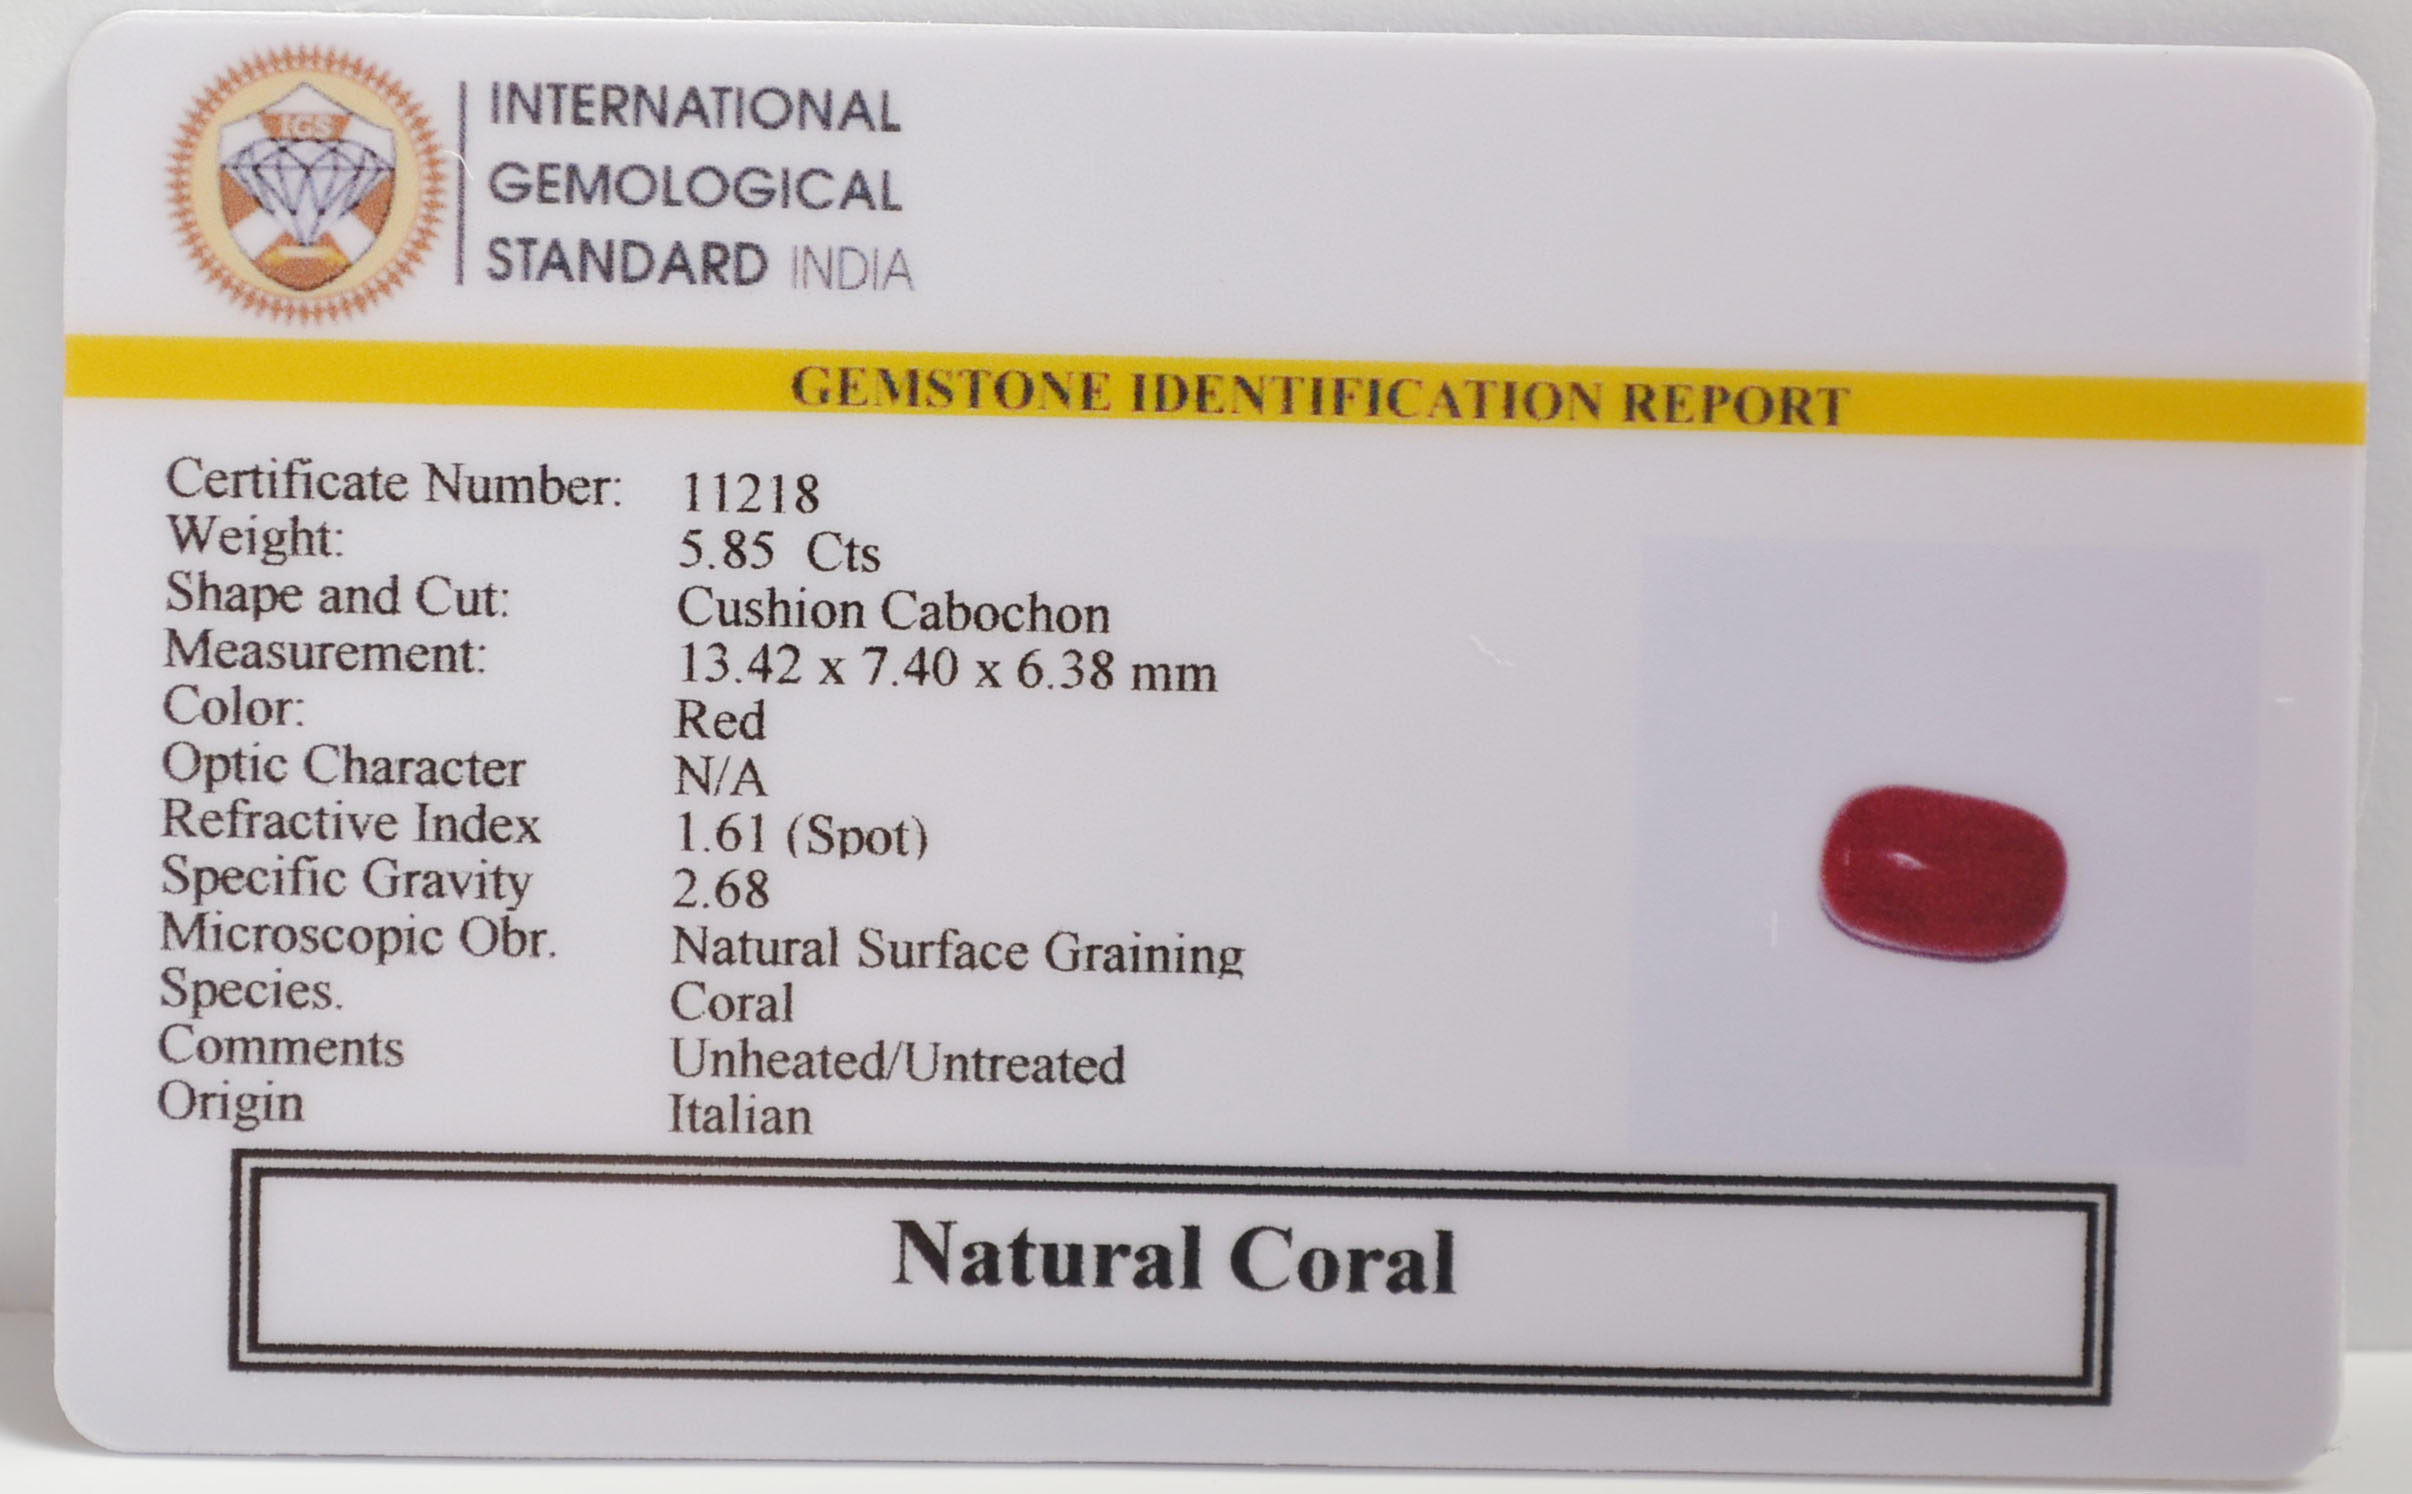 IGS
INTERNATIONAL
GEMOLOGICAL
STANDARD INDIA
GEMSTONE IDENTIFICATION REPORT
Certificate Number: 11218
Weight: 5.85 Cts
Shape and Cut: Cushion Cabochon
Measurement: 13.42 x 7.40 x 6.38 mm
Color: Red
Optic Character N/A
Refractive Index 1.61 (Spot)
Specific Gravity 2.68
Microscopic Obr. Natural Surface Graining
Species. Coral
Comments Unheated/Untreated
Origin Italian
Natural Coral